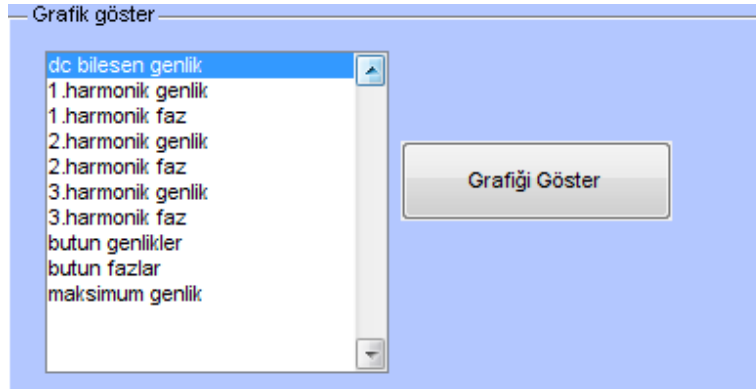 Grafik göster
dc bilesen genlik
1.harmonik genlik
1.harmonik faz
2.harmonik genlik
2.harmonik faz
3.harmonik genlik
3.harmonik faz
butun genlikler
butun fazlar
maksimum genlik
Grafiği Göster